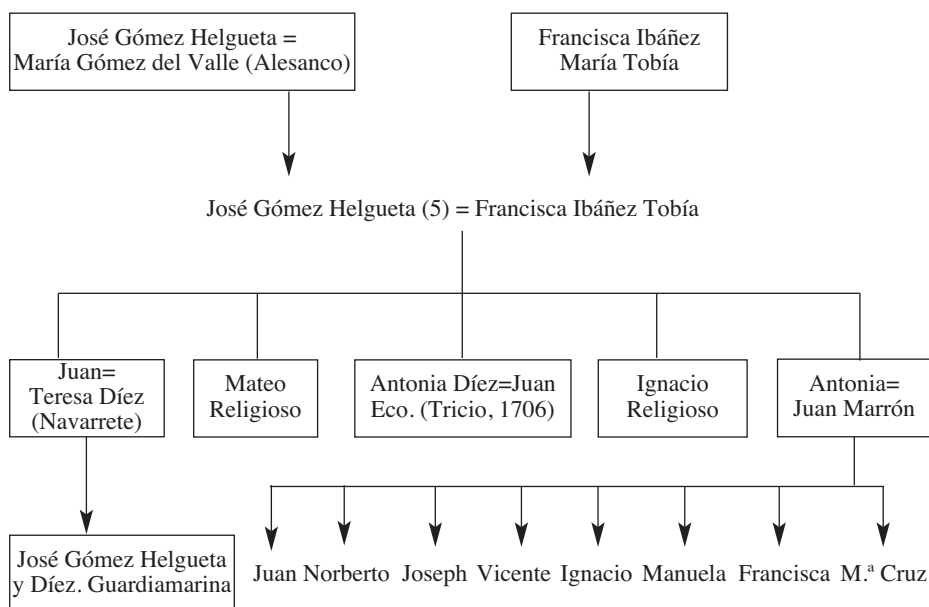 José Gómez Helgueta =
María Gómez del Valle (Alesanco)
Francisca Ibáñez
María Tobía
José Gómez Helgueta (5) = Francisca Ibáñez Tobía
Juan=
Teresa Díez
(Navarrete)
Mateo
Religioso
Antonia Díez=Juan
Eco. (Tricio, 1706)
Ignacio
Religioso
Antonia=
Juan Marrón
José Gómez Helgueta
y Díez. Guardiamarina
Juan Norberto Joseph Vicente Ignacio Manuela Francisca M.ª Cruz